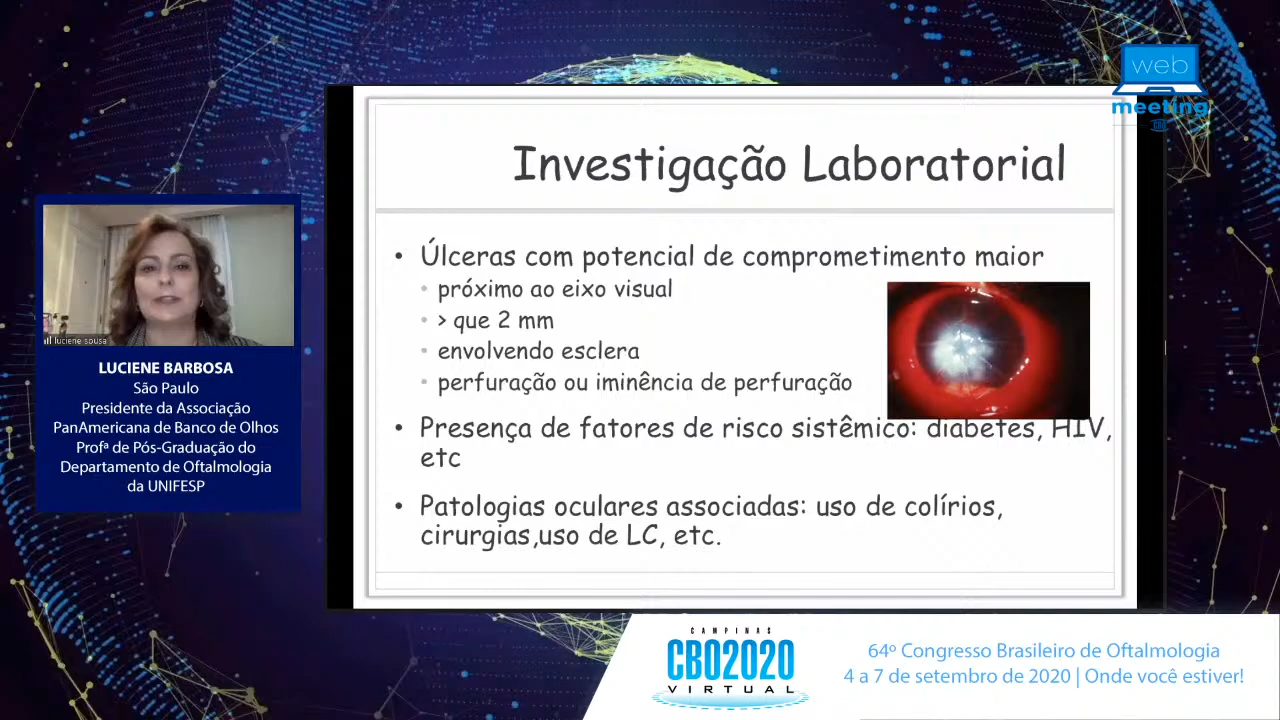 web
meeting
CBO
Investigação Laboratorial
• Úlceras com potencial de comprometimento maior
• próximo ao eixo visual
• > que 2 mm
• envolvendo esclera
• perfuração ou iminência de perfuração
• Presença de fatores de risco sistêmico: diabetes, HIV,
etc
• Patologias oculares associadas: uso de colírios,
cirurgias,uso de LC, etc.
luciene sousa
LUCIENE BARBOSA
São Paulo
Presidente da Associação
PanAmericana de Banco de Olhos
Profª de Pós-Graduação do
Departamento de Oftalmologia
da UNIFESP
CAMPINAS
CBO2020
VIRTUAL
64º Congresso Brasileiro de Oftalmologia
4 a 7 de setembro de 2020 | Onde você estiver!